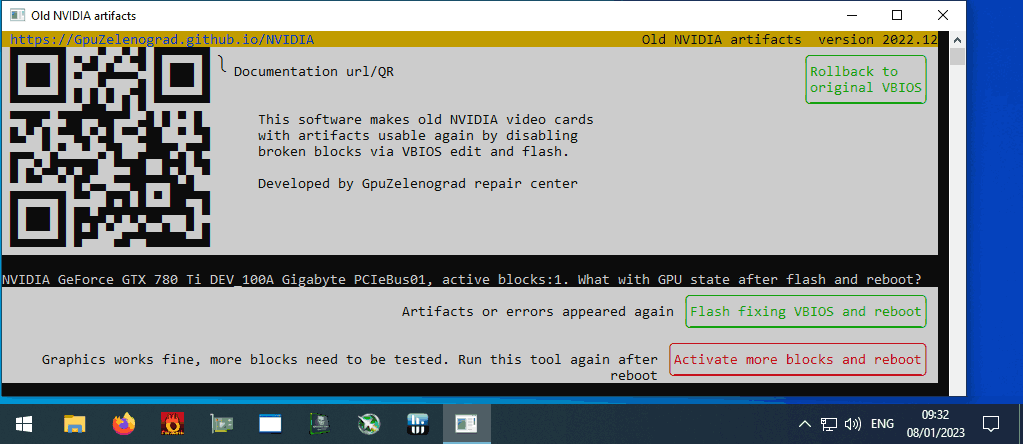 Old NVIDIA artifacts
https://GpuZelenograd.github.io/NVIDIA
Old NVIDIA artifacts version 2022.12
Documentation url/QR
Rollback to
original VBIOS
This software makes old NVIDIA video cards
with artifacts usable again by disabling
broken blocks via VBIOS edit and flash.
Developed by GpuZelenograd repair center
NVIDIA GeForce GTX 780 Ti DEV_100A Gigabyte PCIeBus01, active blocks:1. What with GPU state after flash and reboot?
Artifacts or errors appeared again
Flash fixing VBIOS and reboot
Graphics works fine, more blocks need to be tested. Run this tool again after
reboot
Activate more blocks and reboot
ENG
09:32
08/01/2023